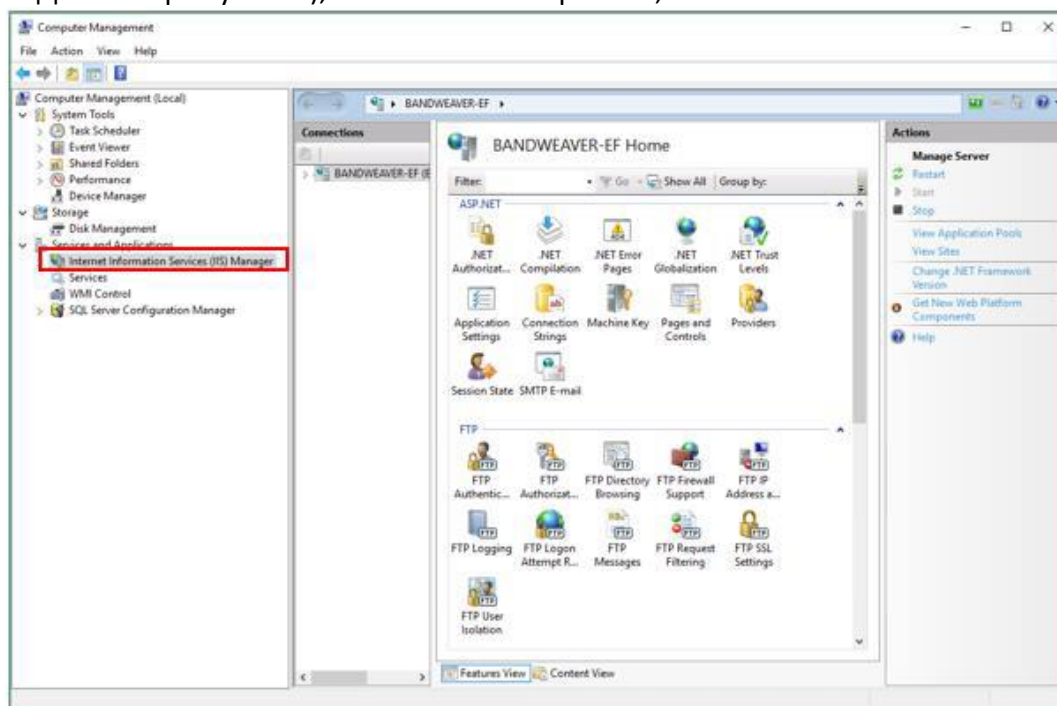 Computer Management
File Action View Help
Computer Management (Local)
System Tools
Task Scheduler
Event Viewer
Shared Folders
Performance
Device Manager
Storage
Disk Management
Services and Applications
Internet Information Services (IIS) Manager
Services
WMI Control
SQL Server Configuration Manager
BANDWEAVER-EF
Connections
BANDWEAVER-EF (E
BANDWEAVER-EF Home
Filter: Go Show All Group by:
ASP.NET
.NET Authorizat...
.NET Compilation
.NET Error Pages
.NET Globalization
.NET Trust Levels
Application Settings
Connection Strings
Machine Key
Pages and Controls
Providers
Session State
SMTP E-mail
FTP
FTP Authentic...
FTP Authorizat...
FTP Directory Browsing
FTP Firewall Support
FTP IP Address a...
FTP Logging
FTP Logon Attempt R...
FTP Messages
FTP Request Filtering
FTP SSL Settings
FTP User Isolation
Features View Content View
Actions
Manage Server
Restart
Start
Stop
View Application Pools
View Sites
Change .NET Framework
Version
Get New Web Platform
Components
Help